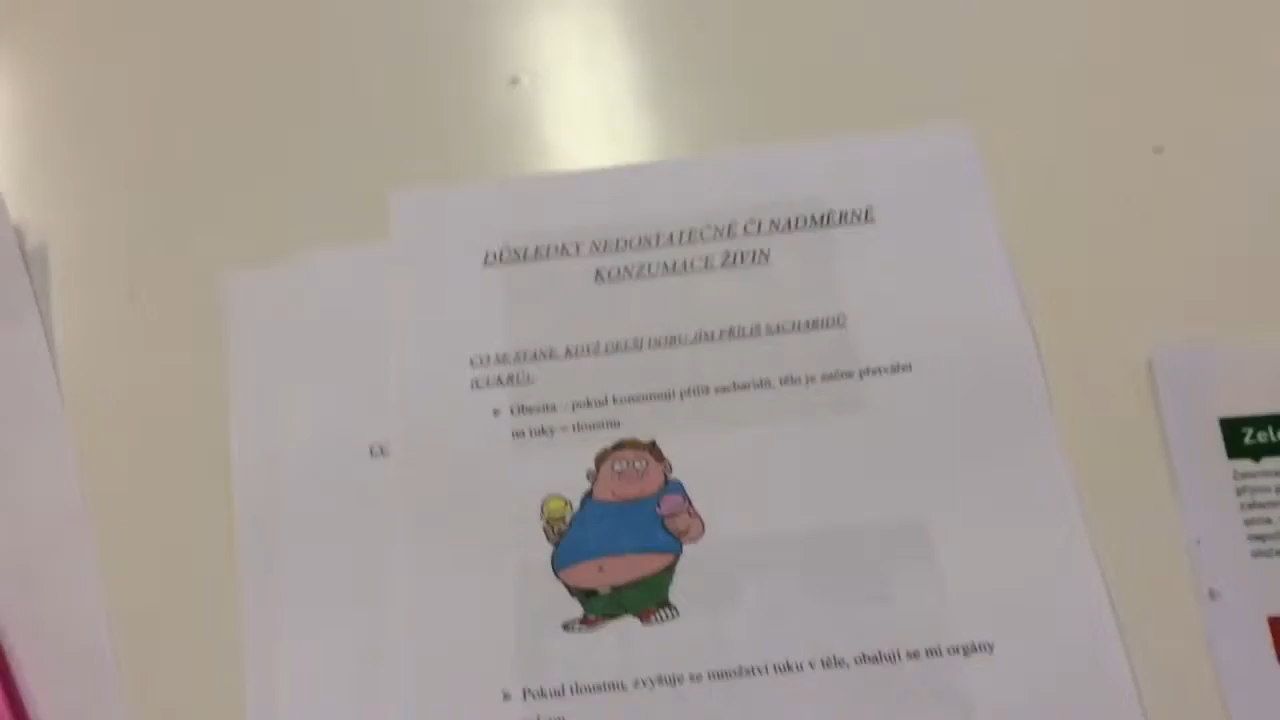 DŮSLEDKY NEDOSTATEČNÉ ČI NADMĚRNÉ
KONZUMACE ŽIVIN
CO SE STANE, KDYŽ DELŠÍ DOBU JÍM PŘÍLIŠ SACHARIDŮ
(CUKRŮ):
Obezita – pokud konzumuji příliš sacharidů, tělo je začne přeměňovat
na tuky = tloustnu
Pokud tloustnu, zvyšuje se množství tuku v těle, obalují se mi orgány
Zel